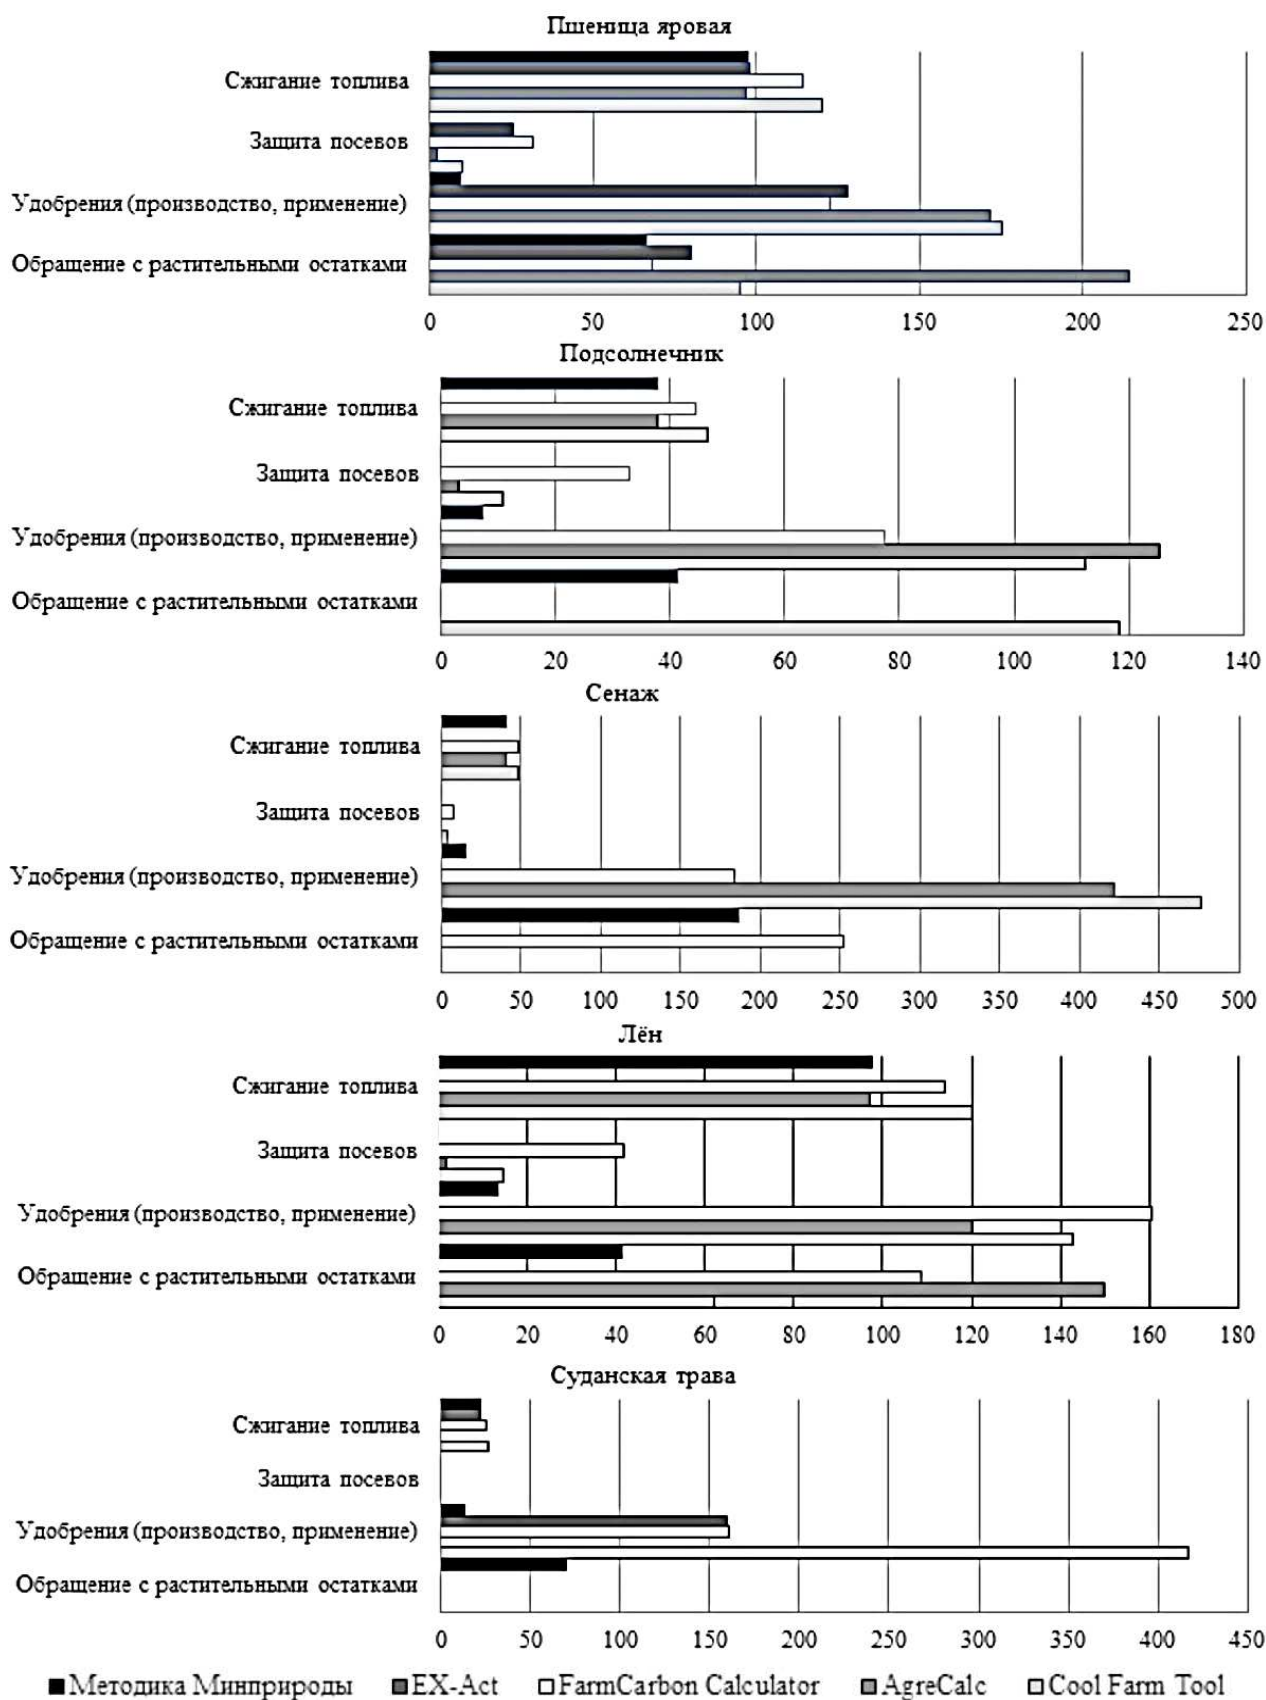 Пшеница яровая
Сжигание топлива
Защита посевов
Удобрения (производство, применение)
Обращение с растительными остатками
0 50 100 150 200 250
Подсолнечник
Сжигание топлива
Защита посевов
Удобрения (производство, применение)
Обращение с растительными остатками
0 20 40 60 80 100 120 140
Сенаж
Сжигание топлива
Защита посевов
Удобрения (производство, применение)
Обращение с растительными остатками
0 50 100 150 200 250 300 350 400 450 500
Лён
Сжигание топлива
Защита посевов
Удобрения (производство, применение)
Обращение с растительными остатками
0 20 40 60 80 100 120 140 160 180
Суданская трава
Сжигание топлива
Защита посевов
Удобрения (производство, применение)
Обращение с растительными остатками
0 50 100 150 200 250 300 350 400 450
Методика Минприроды EX-Act FarmCarbon Calculator AgreCalc Cool Farm Tool